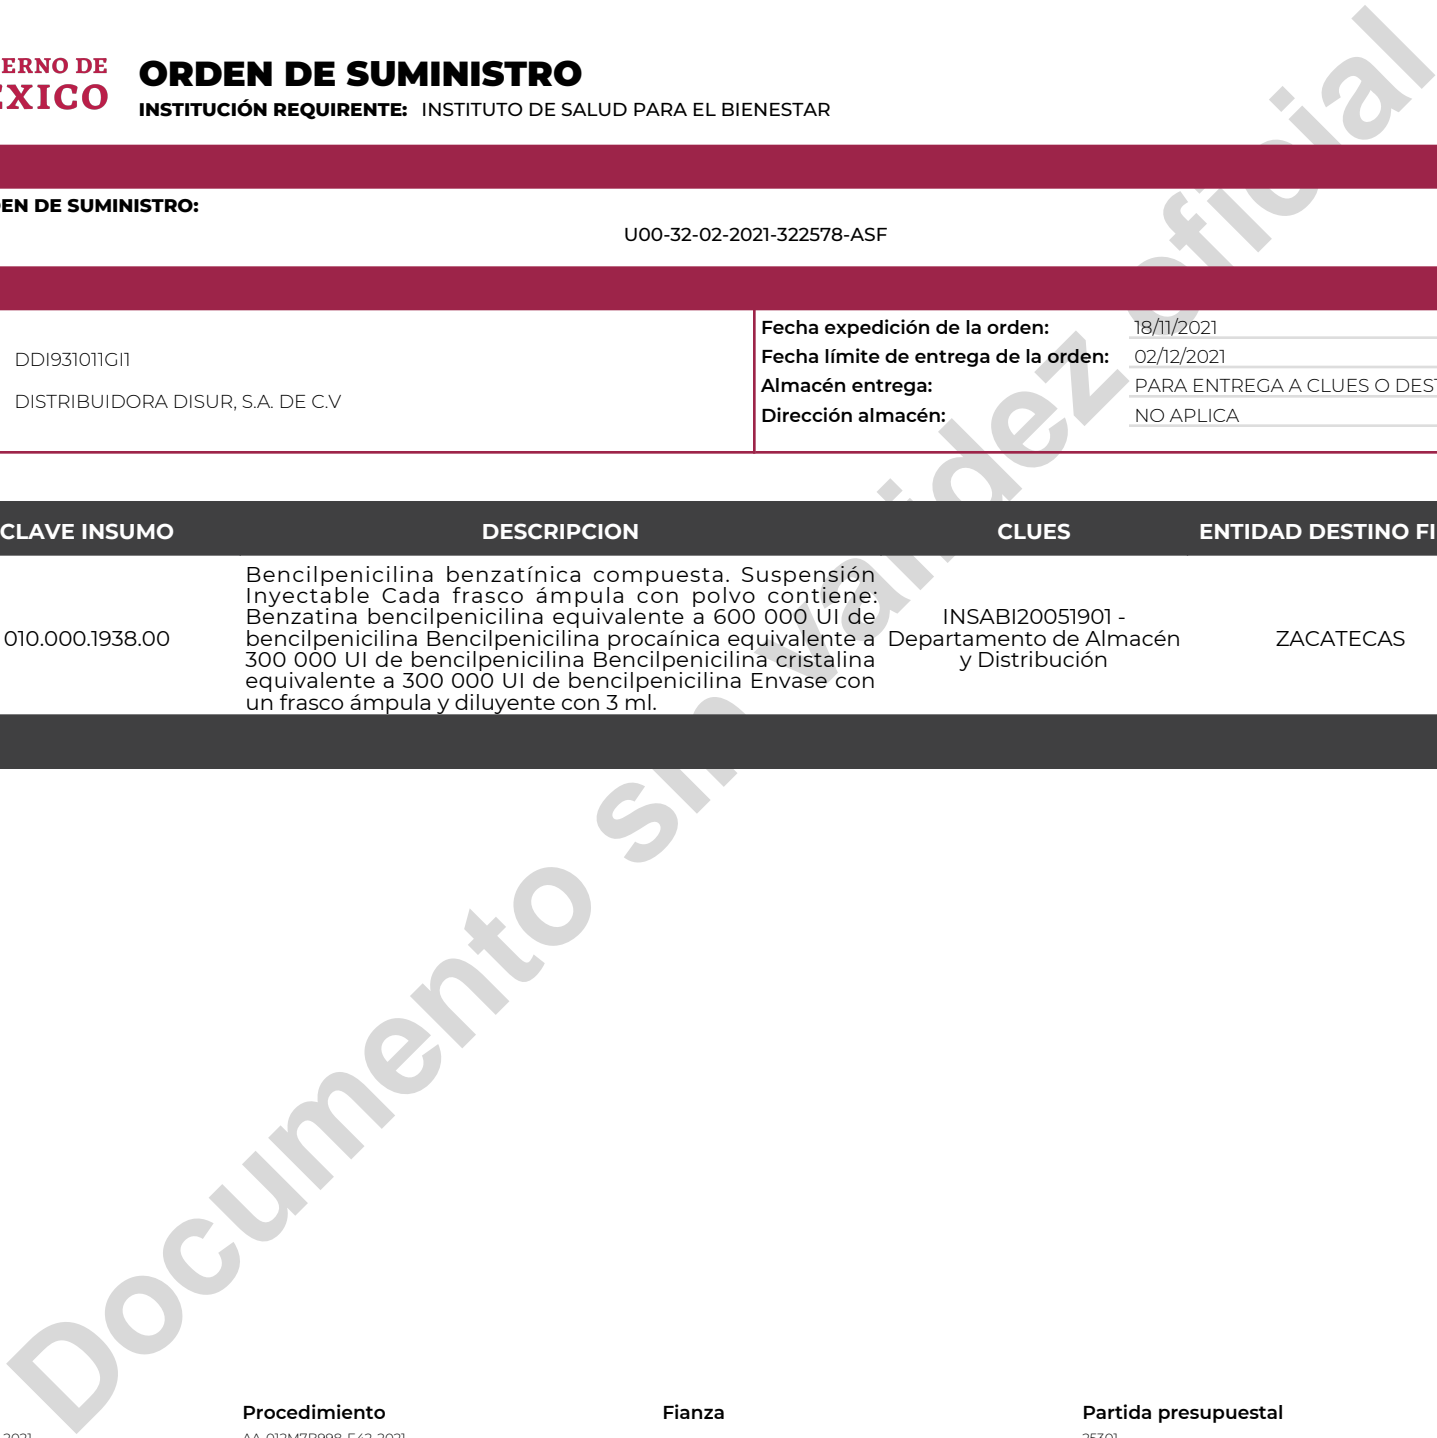 ERNO DE
ORDEN DE SUMINISTRO
INSTITUCIÓN REQUIRENTE: INSTITUTO DE SALUD PARA EL BIENESTAR
EN DE SUMINISTRO:
U00-32-02-2021-322578-ASF
DDI931011GI1
DISTRIBUIDORA DISUR, S.A. DE C.V
Fecha expedición de la orden: 18/11/2021
Fecha límite de entrega de la orden: 02/12/2021
Almacén entrega: PARA ENTREGA A CLUES O DEST
Dirección almacén: NO APLICA
CLAVE INSUMO DESCRIPCION CLUES ENTIDAD DESTINO FI
010.000.1938.00
Bencilpenicilina benzatínica compuesta. Suspensión
Inyectable Cada frasco ámpula con polvo contiene:
Benzatina bencilpenicilina equivalente a 600 000 UI de
bencilpenicilina Bencilpenicilina procaínica equivalente a
300 000 UI de bencilpenicilina Bencilpenicilina cristalina
equivalente a 300 000 UI de bencilpenicilina Envase con
un frasco ámpula y diluyente con 3 ml.
INSABI20051901 -
Departamento de Almacén
y Distribución
ZACATECAS
Documento sin validez oficial
Procedimiento Fianza Partida presupuestal